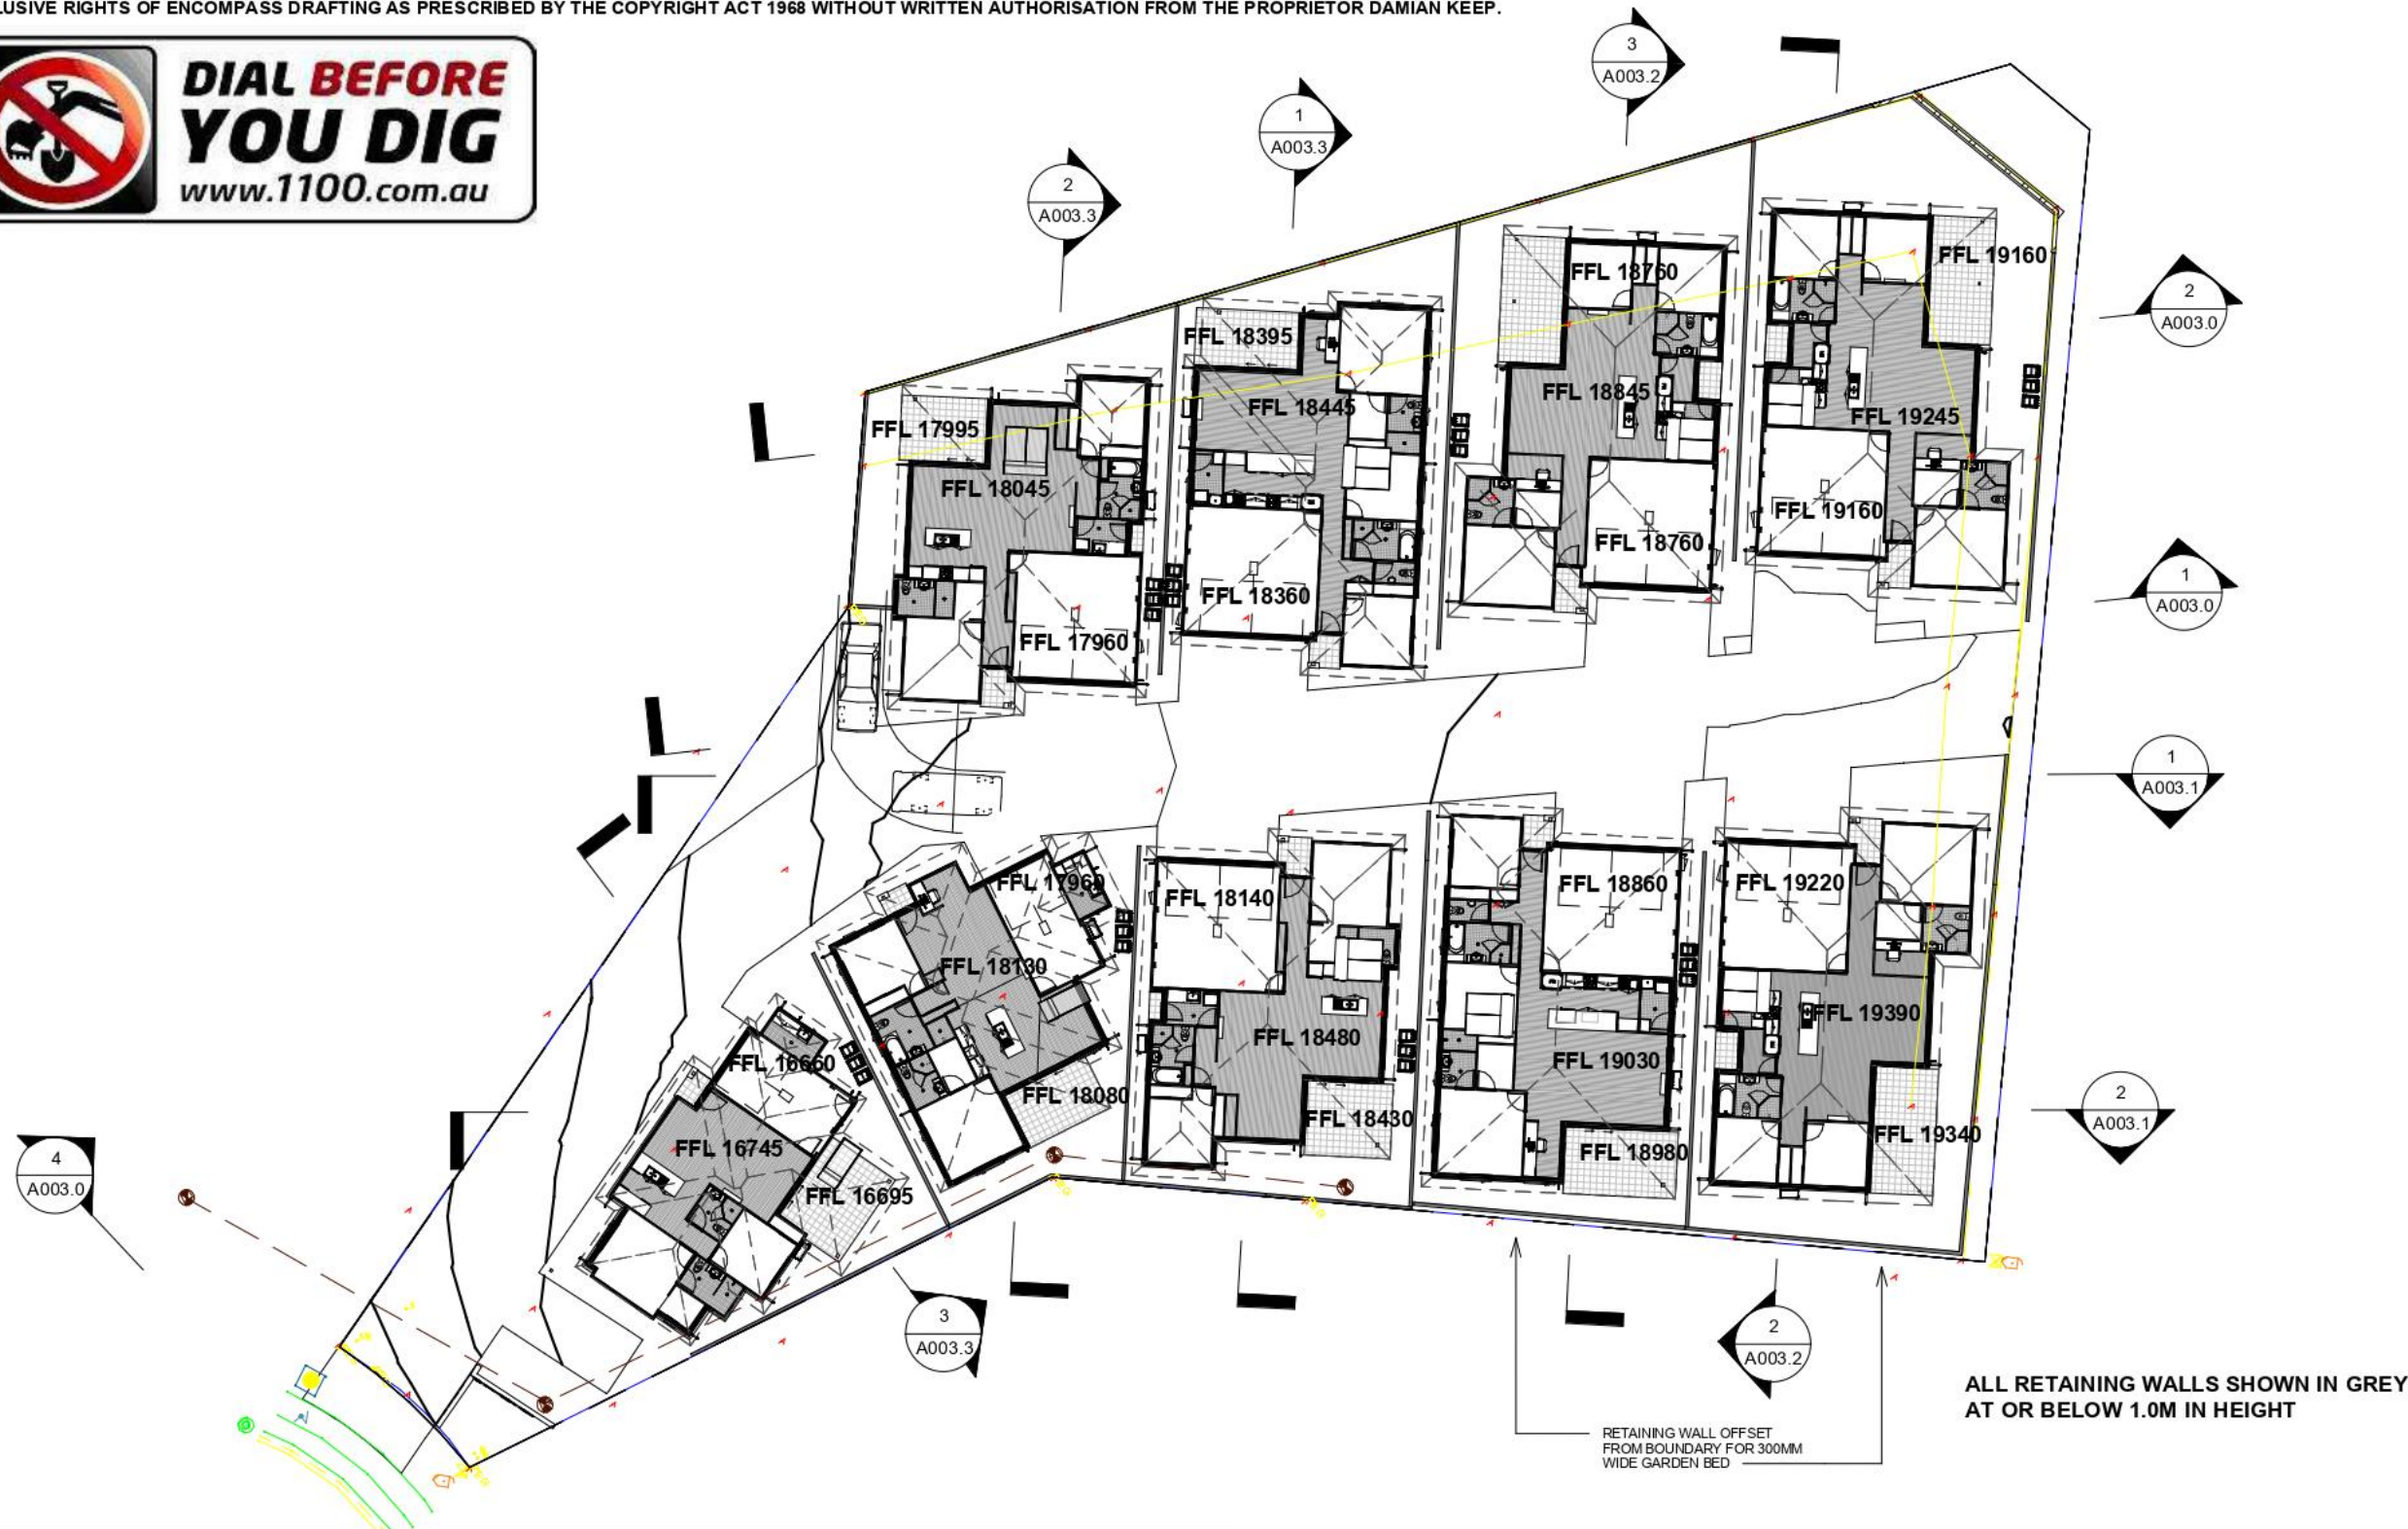 LUSIVE RIGHTS OF ENCOMPASS DRAFTING AS PRESCRIBED BY THE COPYRIGHT ACT 1968 WITHOUT WRITTEN AUTHORISATION FROM THE PROPRIETOR DAMIAN KEEP.
DIAL BEFORE
YOU DIG
www.1100.com.au
3
A003.2
1
A003.3
2
A003.3
2
A003.0
1
A003.0
1
A003.1
2
A003.1
FFL 17995
FFL 18045
FFL 17960
FFL 18395
FFL 18445
FFL 18360
FFL 18760
FFL 18845
FFL 18760
FFL 19160
FFL 19245
FFL 19160
FFL 16660
FFL 16745
FFL 16695
FFL 17960
FFL 18130
FFL 18080
FFL 18140
FFL 18480
FFL 18430
FFL 18860
FFL 19030
FFL 18980
FFL 19220
FFL 19390
FFL 19340
4
A003.0
3
A003.3
2
A003.2
RETAINING WALL OFFSET
FROM BOUNDARY FOR 300MM
WIDE GARDEN BED
ALL RETAINING WALLS SHOWN IN GREY
AT OR BELOW 1.0M IN HEIGHT